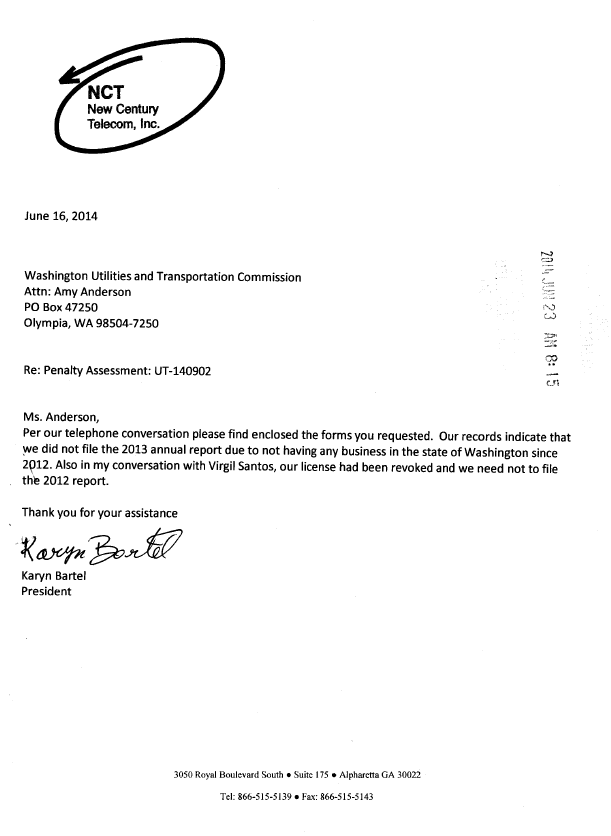 NCT
New Century
Telecom, Inc.
June 16, 2014
2014 JUN 23 AM 8:15
Washington Utilities and Transportation Commission
Attn: Amy Anderson
PO Box 47250
Olympia, WA 98504-7250
Re: Penalty Assessment: UT-140902
Ms. Anderson,
Per our telephone conversation please find enclosed the forms you requested. Our records indicate that
we did not file the 2013 annual report due to not having any business in the state of Washington since
2012. Also in my conversation with Virgil Santos, our license had been revoked and we need not to file
the 2012 report.
Thank you for your assistance
Karyn Bartel
Karyn Bartel
President
3050 Royal Boulevard South ● Suite 175 ● Alpharetta GA 30022
Tel: 866-515-5139 ● Fax: 866-515-5143